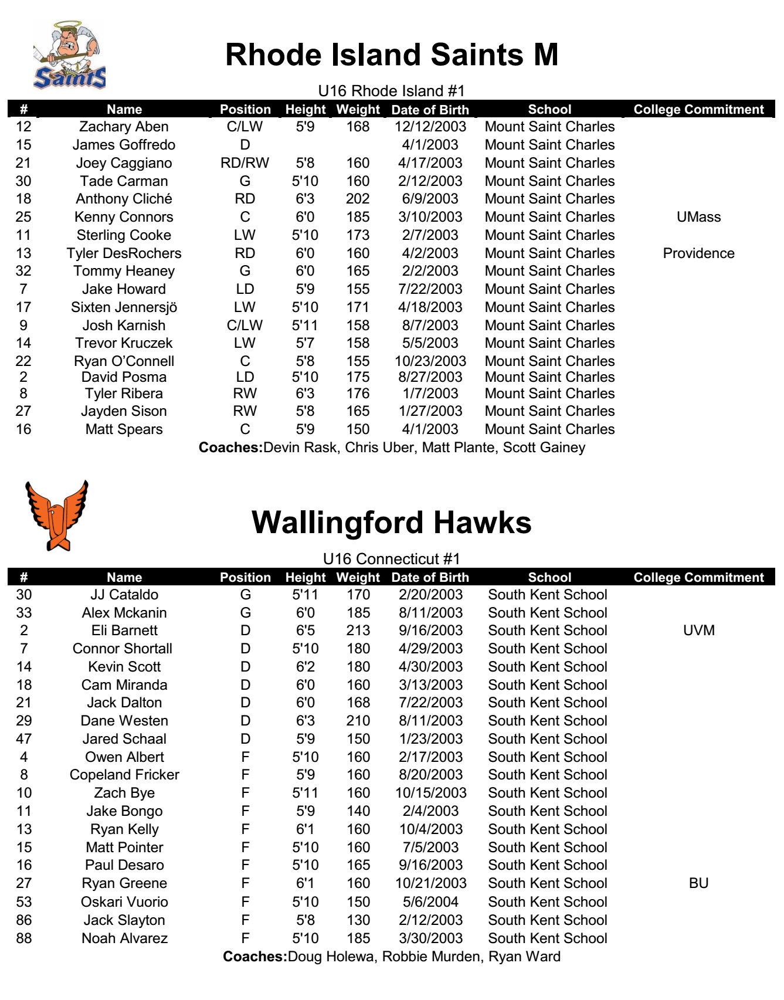 Saints
Rhode Island Saints M
U16 Rhode Island #1
# Name Position Height Weight Date of Birth School College Commitment
12 Zachary Aben C/LW 5'9 168 12/12/2003 Mount Saint Charles
15 James Goffredo D 4/1/2003 Mount Saint Charles
21 Joey Caggiano RD/RW 5'8 160 4/17/2003 Mount Saint Charles
30 Tade Carman G 5'10 160 2/12/2003 Mount Saint Charles
18 Anthony Cliché RD 6'3 202 6/9/2003 Mount Saint Charles
25 Kenny Connors C 6'0 185 3/10/2003 Mount Saint Charles UMass
11 Sterling Cooke LW 5'10 173 2/7/2003 Mount Saint Charles
13 Tyler DesRochers RD 6'0 160 4/2/2003 Mount Saint Charles Providence
32 Tommy Heaney G 6'0 165 2/2/2003 Mount Saint Charles
7 Jake Howard LD 5'9 155 7/22/2003 Mount Saint Charles
17 Sixten Jennersjö LW 5'10 171 4/18/2003 Mount Saint Charles
9 Josh Karnish C/LW 5'11 158 8/7/2003 Mount Saint Charles
14 Trevor Kruczek LW 5'7 158 5/5/2003 Mount Saint Charles
22 Ryan O’Connell C 5'8 155 10/23/2003 Mount Saint Charles
2 David Posma LD 5'10 175 8/27/2003 Mount Saint Charles
8 Tyler Ribera RW 6'3 176 1/7/2003 Mount Saint Charles
27 Jayden Sison RW 5'8 165 1/27/2003 Mount Saint Charles
16 Matt Spears C 5'9 150 4/1/2003 Mount Saint Charles
Coaches:Devin Rask, Chris Uber, Matt Plante, Scott Gainey
Wallingford Hawks
U16 Connecticut #1
# Name Position Height Weight Date of Birth School College Commitment
30 JJ Cataldo G 5'11 170 2/20/2003 South Kent School
33 Alex Mckanin G 6'0 185 8/11/2003 South Kent School
2 Eli Barnett D 6'5 213 9/16/2003 South Kent School UVM
7 Connor Shortall D 5'10 180 4/29/2003 South Kent School
14 Kevin Scott D 6'2 180 4/30/2003 South Kent School
18 Cam Miranda D 6'0 160 3/13/2003 South Kent School
21 Jack Dalton D 6'0 168 7/22/2003 South Kent School
29 Dane Westen D 6'3 210 8/11/2003 South Kent School
47 Jared Schaal D 5'9 150 1/23/2003 South Kent School
4 Owen Albert F 5'10 160 2/17/2003 South Kent School
8 Copeland Fricker F 5'9 160 8/20/2003 South Kent School
10 Zach Bye F 5'11 160 10/15/2003 South Kent School
11 Jake Bongo F 5'9 140 2/4/2003 South Kent School
13 Ryan Kelly F 6'1 160 10/4/2003 South Kent School
15 Matt Pointer F 5'10 160 7/5/2003 South Kent School
16 Paul Desaro F 5'10 165 9/16/2003 South Kent School
27 Ryan Greene F 6'1 160 10/21/2003 South Kent School BU
53 Oskari Vuorio F 5'10 150 5/6/2004 South Kent School
86 Jack Slayton F 5'8 130 2/12/2003 South Kent School
88 Noah Alvarez F 5'10 185 3/30/2003 South Kent School
Coaches:Doug Holewa, Robbie Murden, Ryan Ward